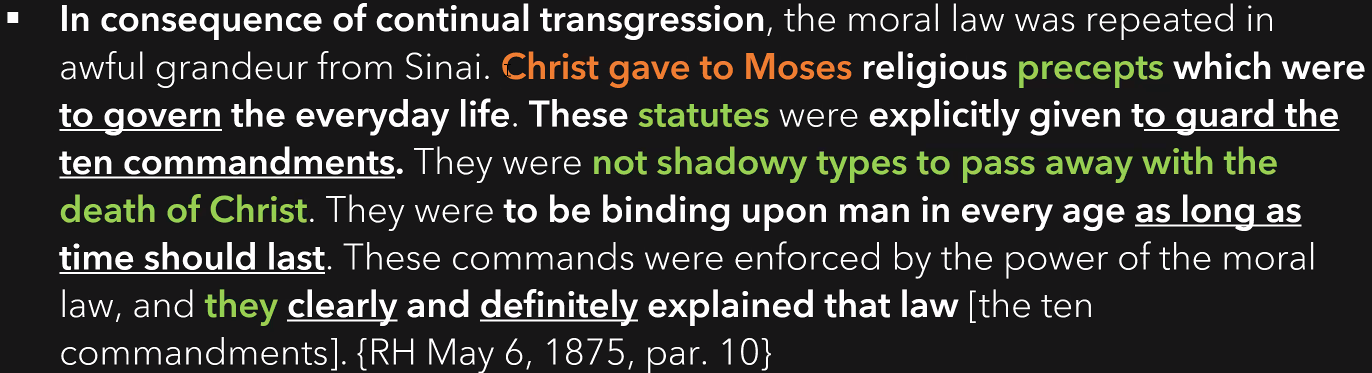 ▪ In consequence of continual transgression, the moral law was repeated in
awful grandeur from Sinai. Christ gave to Moses religious precepts which were
to govern the everyday life. These statutes were explicitly given to guard the
ten commandments. They were not shadowy types to pass away with the
death of Christ. They were to be binding upon man in every age as long as
time should last. These commands were enforced by the power of the moral
law, and they clearly and definitely explained that law [the ten
commandments]. {RH May 6, 1875, par. 10}